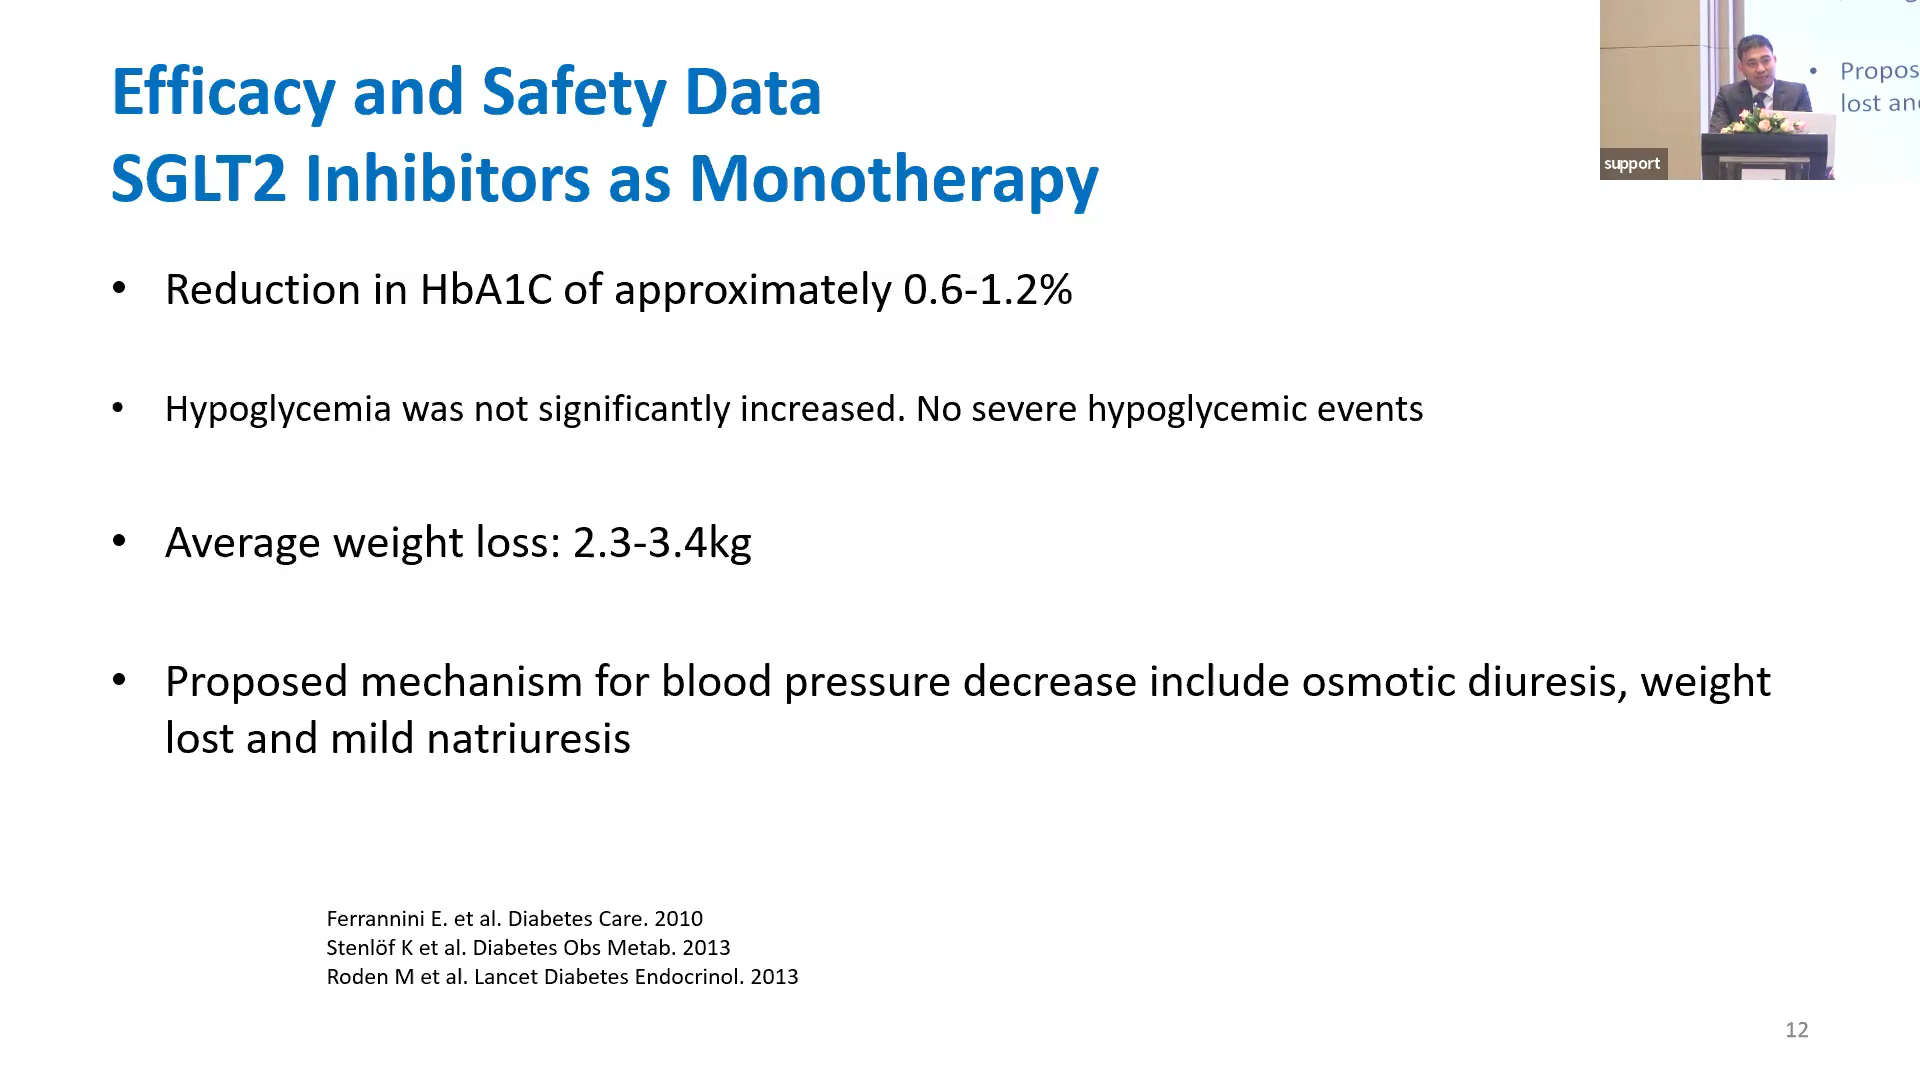 Efficacy and Safety Data
SGLT2 Inhibitors as Monotherapy
• Reduction in HbA1C of approximately 0.6-1.2%
• Hypoglycemia was not significantly increased. No severe hypoglycemic events
• Average weight loss: 2.3-3.4kg
• Proposed mechanism for blood pressure decrease include osmotic diuresis, weight
lost and mild natriuresis
Ferrannini E. et al. Diabetes Care. 2010
Stenlöf K et al. Diabetes Obs Metab. 2013
Roden M et al. Lancet Diabetes Endocrinol. 2013
12
• Propos
lost and
support